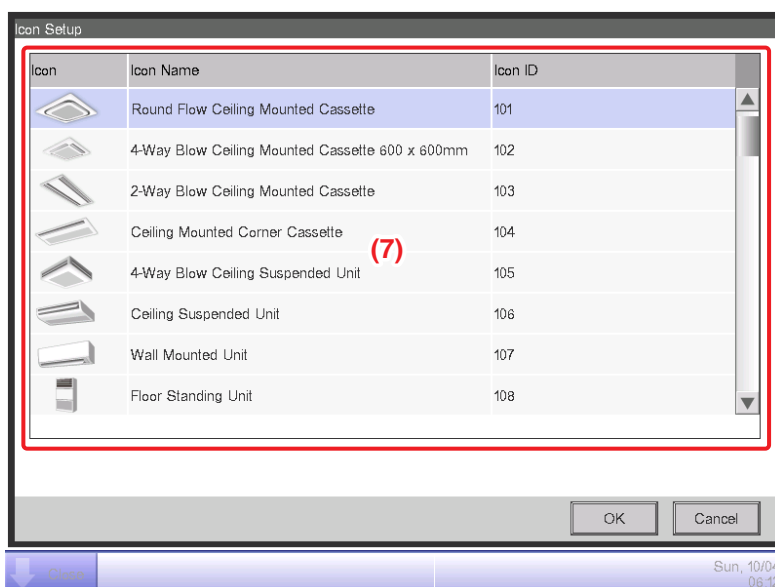 Icon Setup
Icon Icon Name Icon ID
Round Flow Ceiling Mounted Cassette 101
4-Way Blow Ceiling Mounted Cassette 600 x 600mm 102
2-Way Blow Ceiling Mounted Cassette 103
Ceiling Mounted Corner Cassette 104
(7)
4-Way Blow Ceiling Suspended Unit 105
Ceiling Suspended Unit 106
Wall Mounted Unit 107
Floor Standing Unit 108
OK Cancel
Close Sun, 10/04